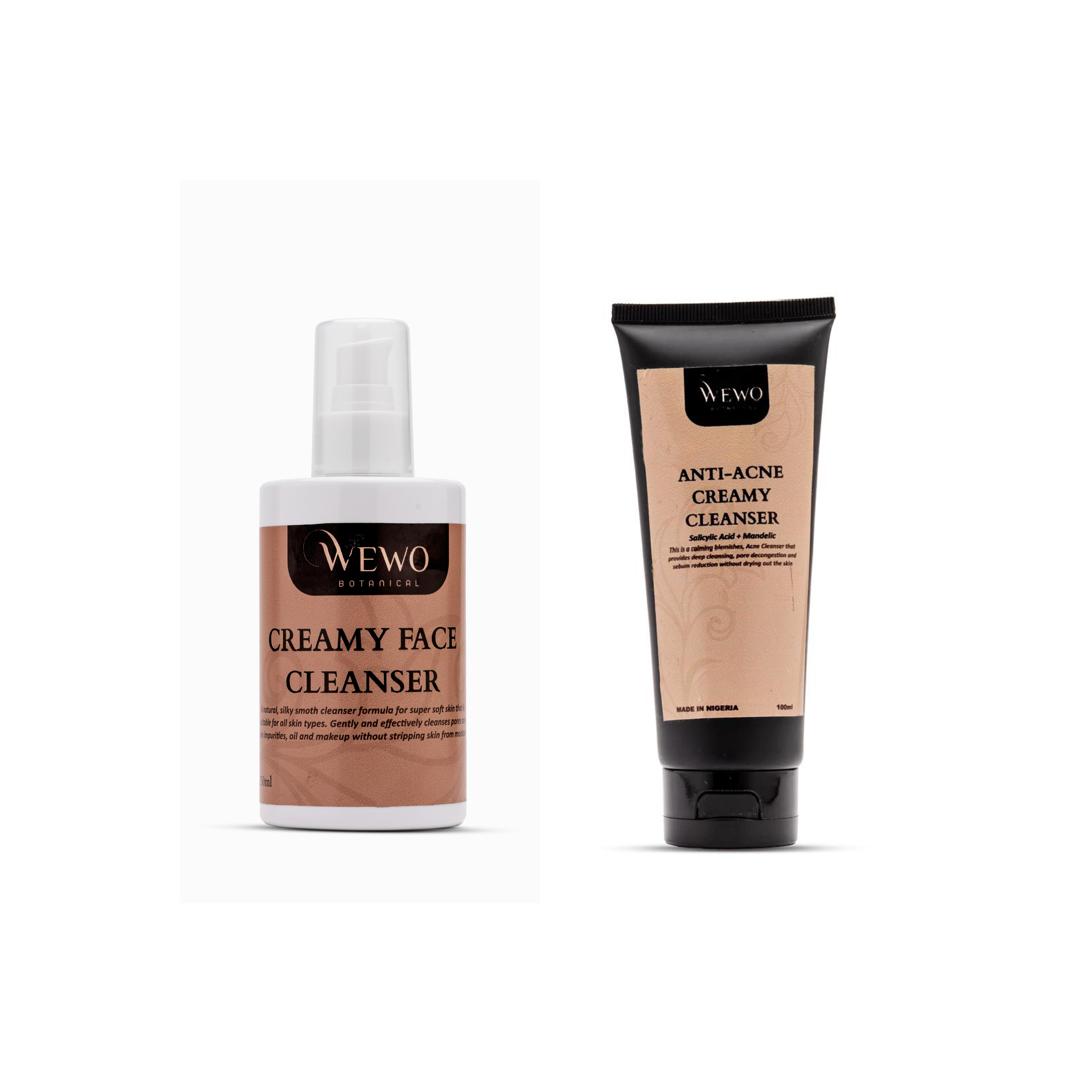 WEWO
BOTANICAL
CREAMY FACE
CLEANSER
natural, silky smoth cleanser formula for super soft skin
for all skin types. Gently and effectively cleanses
impurities, oil and makeup without stripping skin from
WEWO
ANTI-ACNE
CREAMY
CLEANSER
Salicylic Acid + Mandelic
This is a calming blemishes, Acne Cleanser that
provides deep cleansing, pore decongestion and
sebum reduction without drying out the skin
MADE IN NIGERIA 100ml